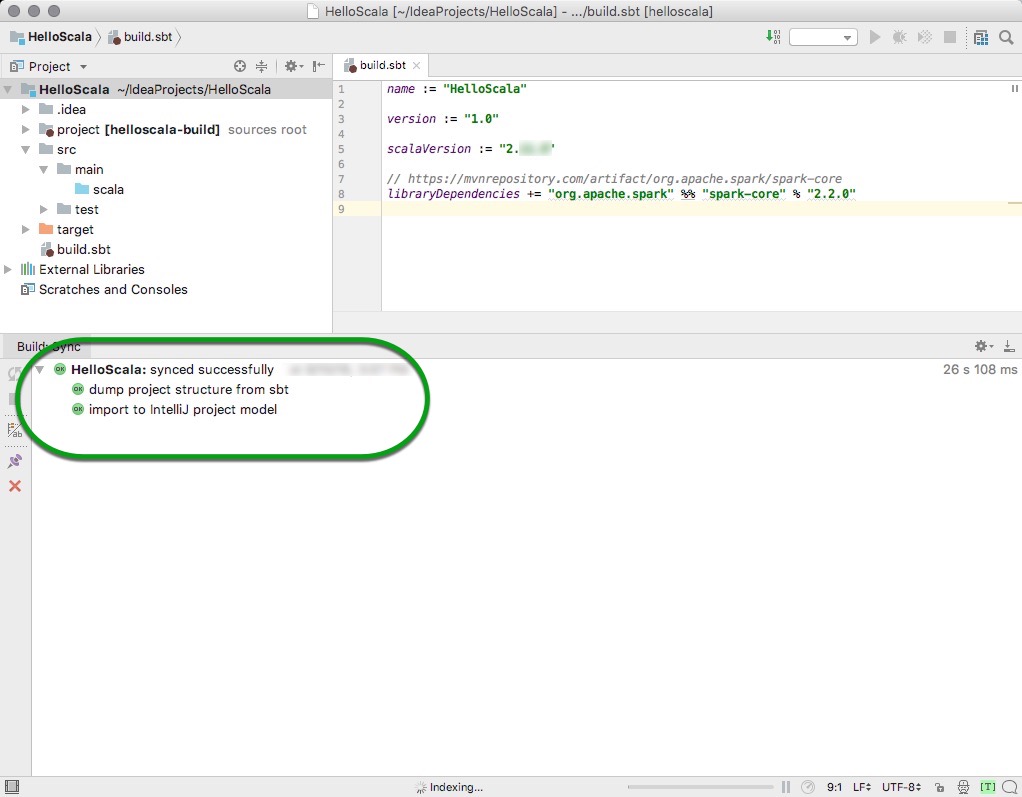 HelloScala [~/IdeaProjects/HelloScala] - .../build.sbt [helloscala]
HelloScala build.sbt
Project
build.sbt
HelloScala ~/IdeaProjects/HelloScala
.idea
project [helloscala-build] sources root
src
main
scala
test
target
build.sbt
External Libraries
Scratches and Consoles
1 name := "HelloScala"
2
3 version := "1.0"
4
5 scalaVersion := "2.
6
7 // https://mvnrepository.com/artifact/org.apache.spark/spark-core
8 libraryDependencies += "org.apache.spark" %% "spark-core" % "2.2.0"
9
Build: Sync
HelloScala: synced successfully
26 s 108 ms
OK dump project structure from sbt
OK import to IntelliJ project model
Indexing...
9:1 LF UTF-8 [T]